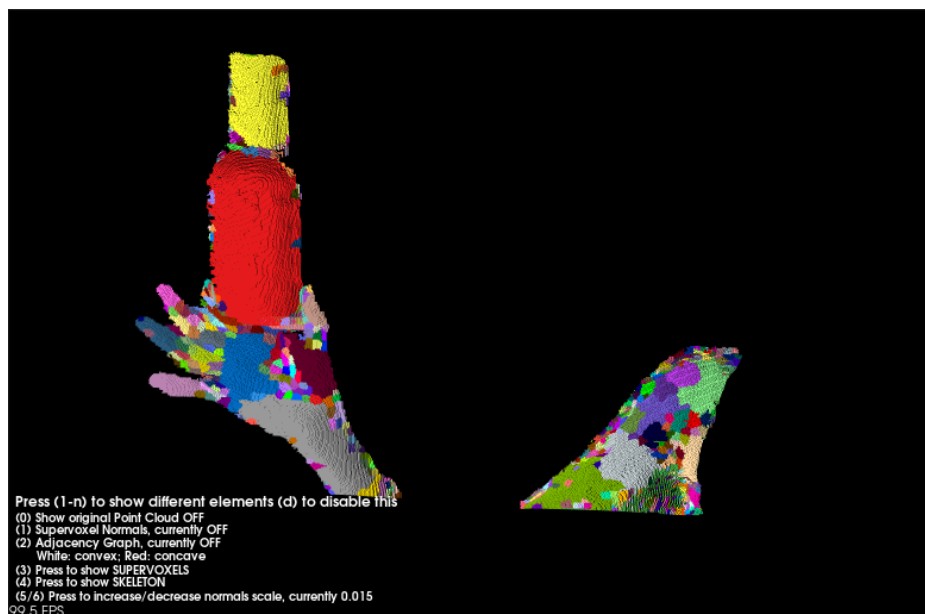 Press (1-n) to show different elements (d) to disable this
(0) Show original Point Cloud OFF
(1) Supervoxel Normals, currently OFF
(2) Adjacency Graph, currently OFF
White: convex; Red: concave
(3) Press to show SUPERVOXELS
(4) Press to show SKELETON
(5/6) Press to increase/decrease normals scale, currently 0.015
99.5 FPS